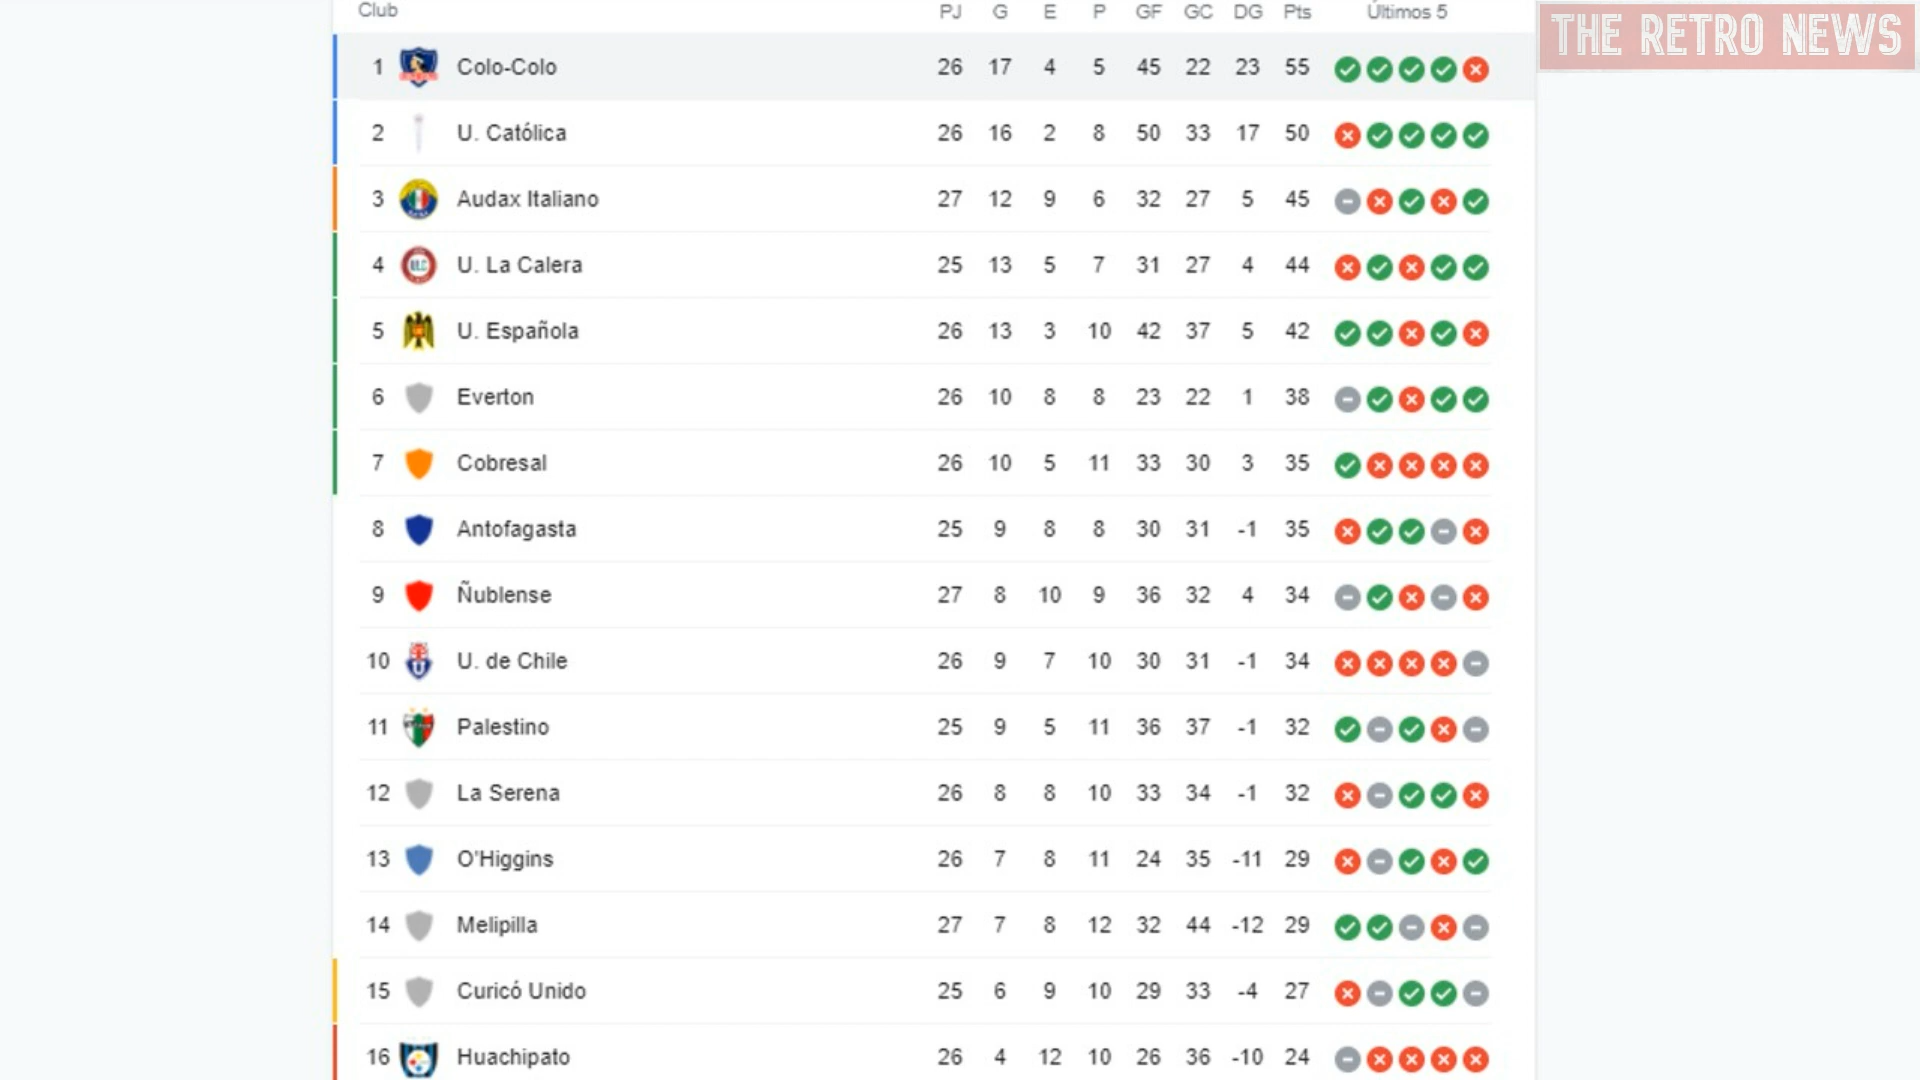 Club PJ G E P GF GC DG Pts Últimos 5
THE RETRO NEWS
1 Colo-Colo 26 17 4 5 45 22 23 55
2 U. Católica 26 16 2 8 50 33 17 50
3 Audax Italiano 27 12 9 6 32 27 5 45
4 U. La Calera 25 13 5 7 31 27 4 44
5 U. Española 26 13 3 10 42 37 5 42
6 Everton 26 10 8 8 23 22 1 38
7 Cobresal 26 10 5 11 33 30 3 35
8 Antofagasta 25 9 8 8 30 31 -1 35
9 Ñublense 27 8 10 9 36 32 4 34
10 U. de Chile 26 9 7 10 30 31 -1 34
11 Palestino 25 9 5 11 36 37 -1 32
12 La Serena 26 8 8 10 33 34 -1 32
13 O'Higgins 26 7 8 11 24 35 -11 29
14 Melipilla 27 7 8 12 32 44 -12 29
15 Curicó Unido 25 6 9 10 29 33 -4 27
16 Huachipato 26 4 12 10 26 36 -10 24